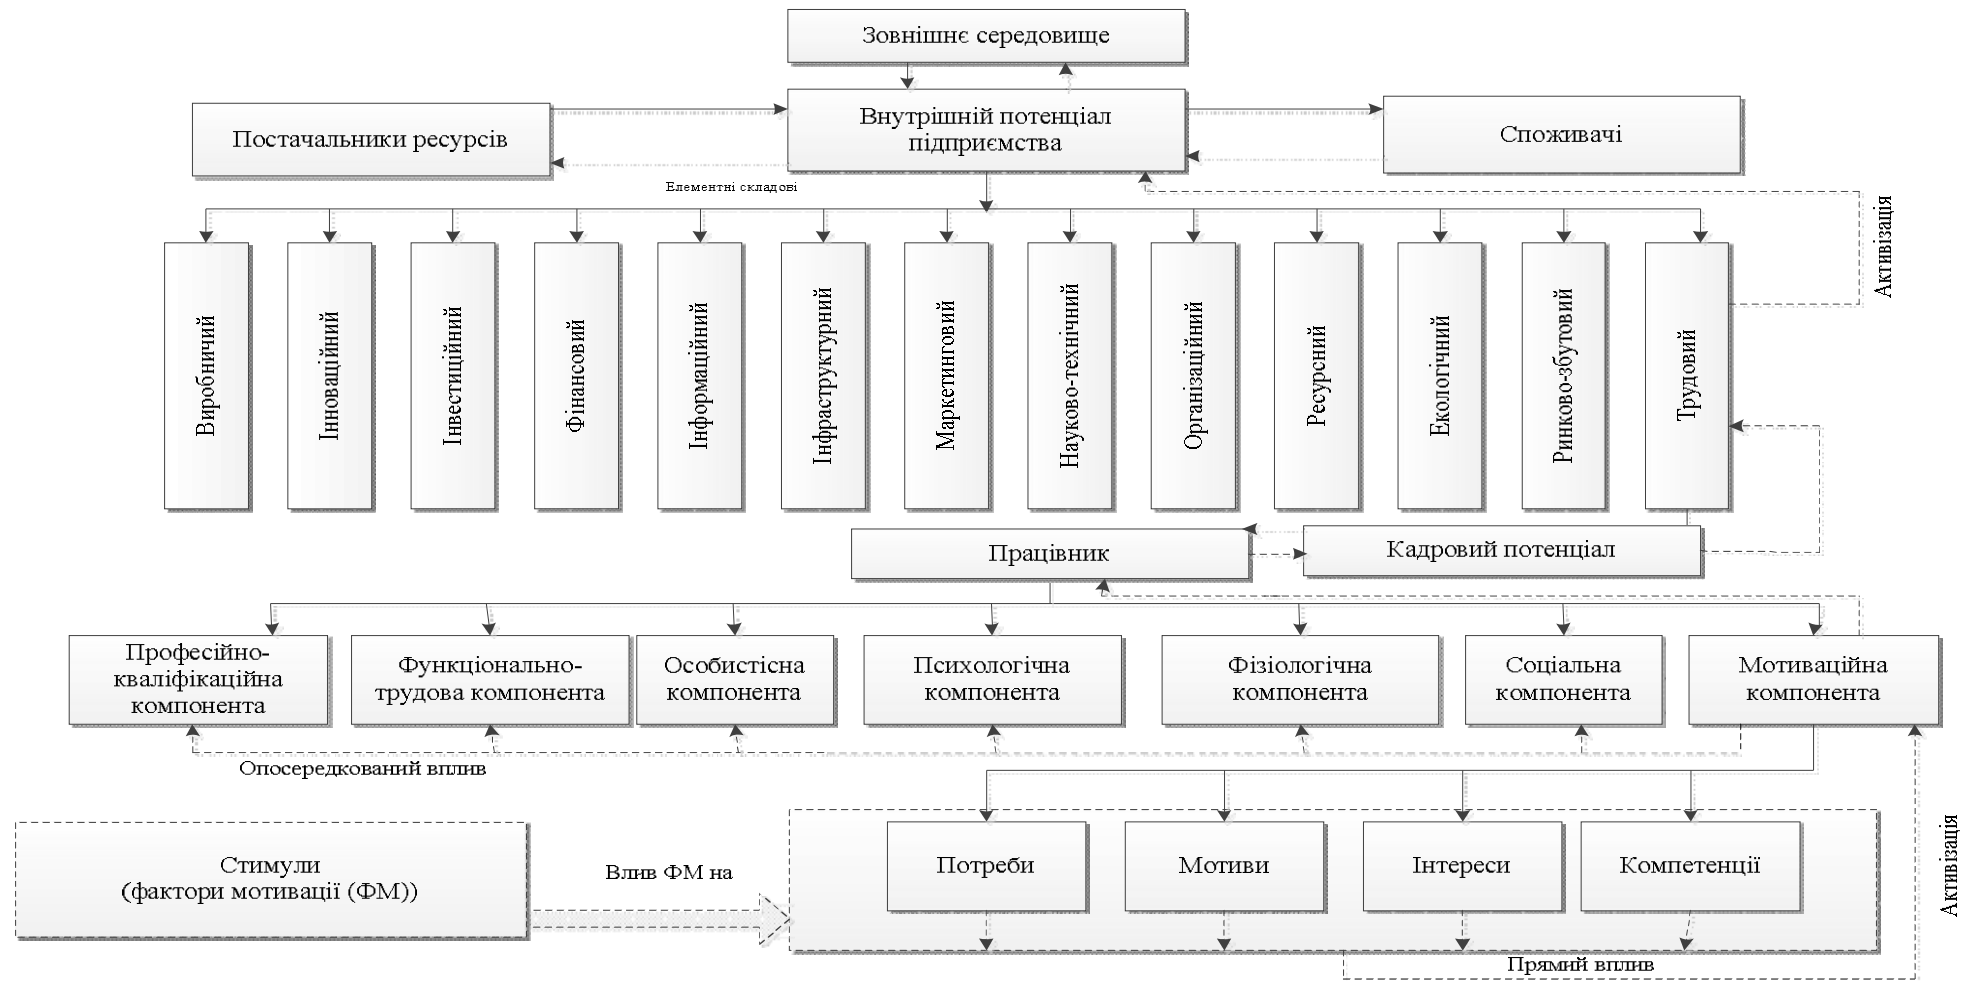 Зовнішнє середовище
Постачальники ресурсів
Внутрішній потенціал
підприємства
Споживачі
Елементні складові
Активізація
Виробничий
Інноваційний
Інвестиційний
Фінансовий
Інформаційний
Інфраструктурний
Маркетинговий
Науково-технічний
Організаційний
Ресурсний
Екологічний
Ринково-збутовий
Трудовий
Працівник
Кадровий потенціал
Професійно-
кваліфікаційна
компонента
Функціонально-
трудова компонента
Особистісна
компонента
Психологічна
компонента
Фізіологічна
компонента
Соціальна
компонента
Мотиваційна
компонента
Опосередкований вплив
Стимули
(фактори мотивації (ФМ))
Влив ФМ на
Потреби
Мотиви
Інтереси
Компетенції
Активізація
Прямий вплив